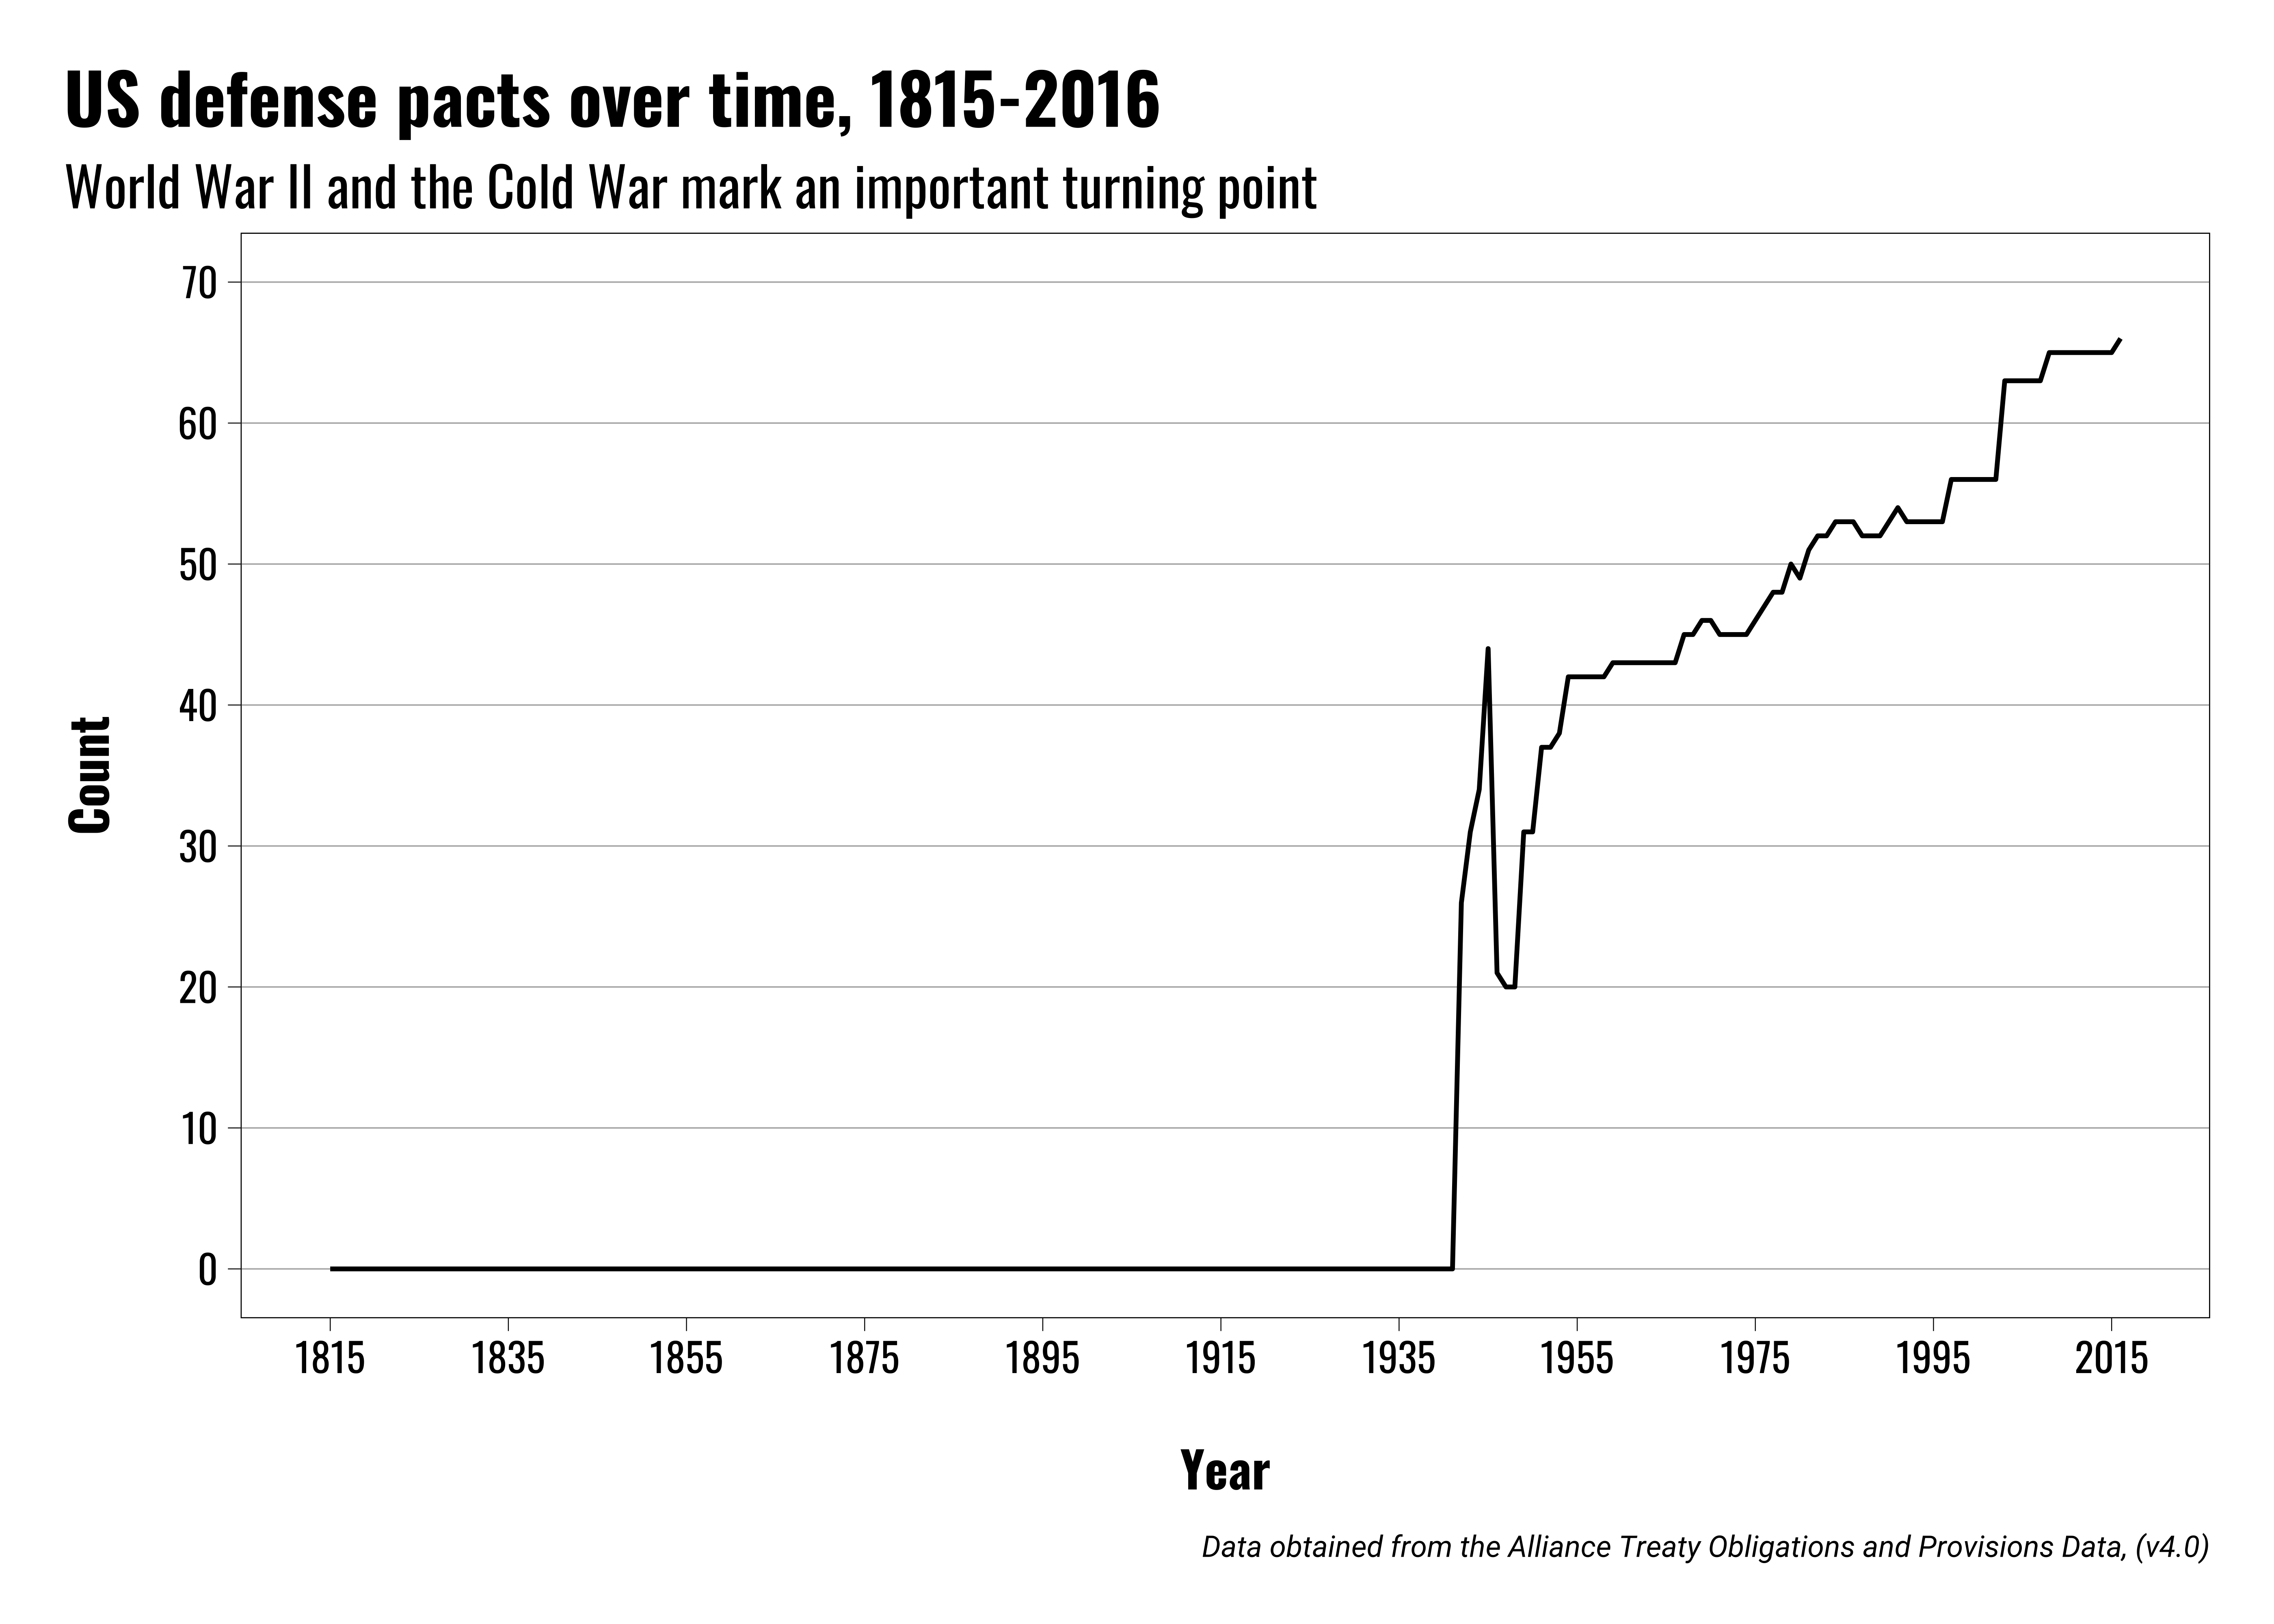 US defense pacts over time, 1815-2016
World War II and the Cold War mark an important turning point
70
60
50
40
30
20
10
0
Count
1815 1835 1855 1875 1895 1915 1935 1955 1975 1995 2015
Year
Data obtained from the Alliance Treaty Obligations and Provisions Data, (v4.0)